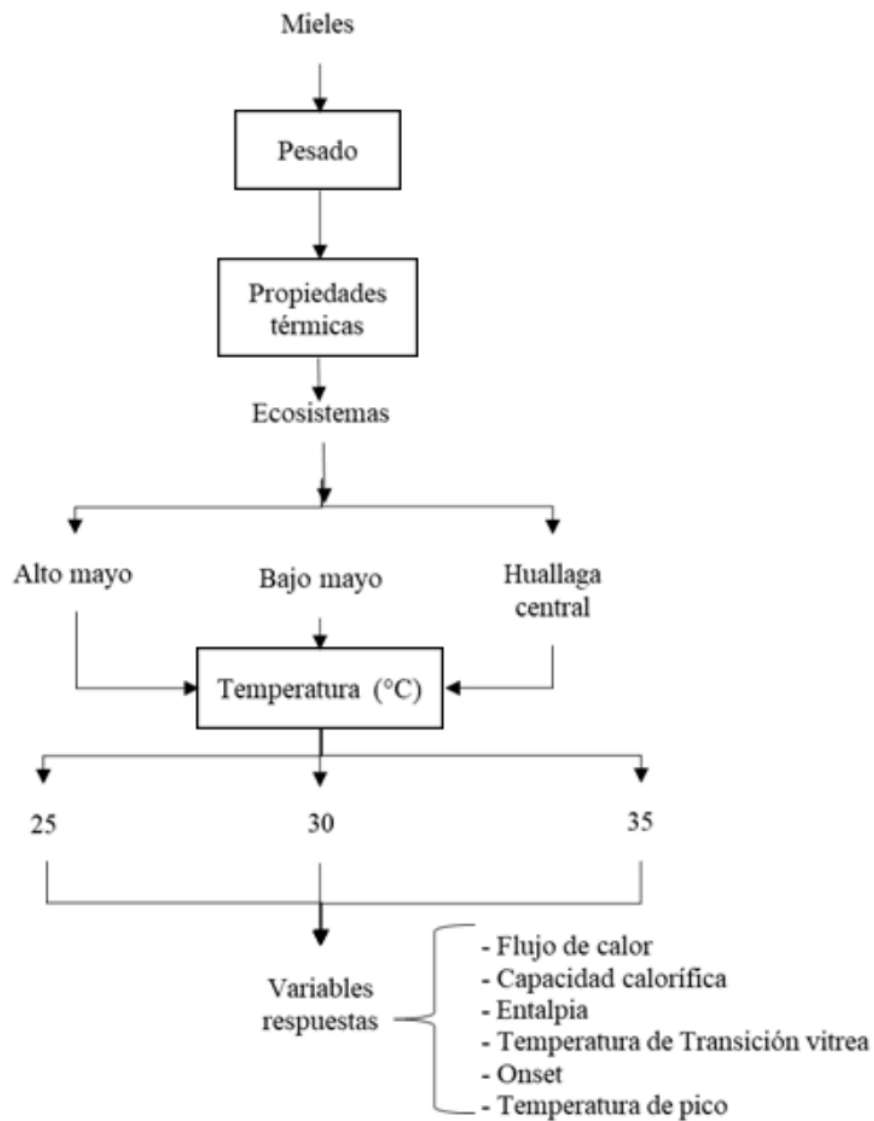 Mieles
Pesado
Propiedades
térmicas
Ecosistemas
Alto mayo
Bajo mayo
Huallaga
central
Temperatura (°C)
25
30
35
Variables
respuestas
- Flujo de calor
- Capacidad calorífica
- Entalpia
- Temperatura de Transición vitrea
- Onset
- Temperatura de pico